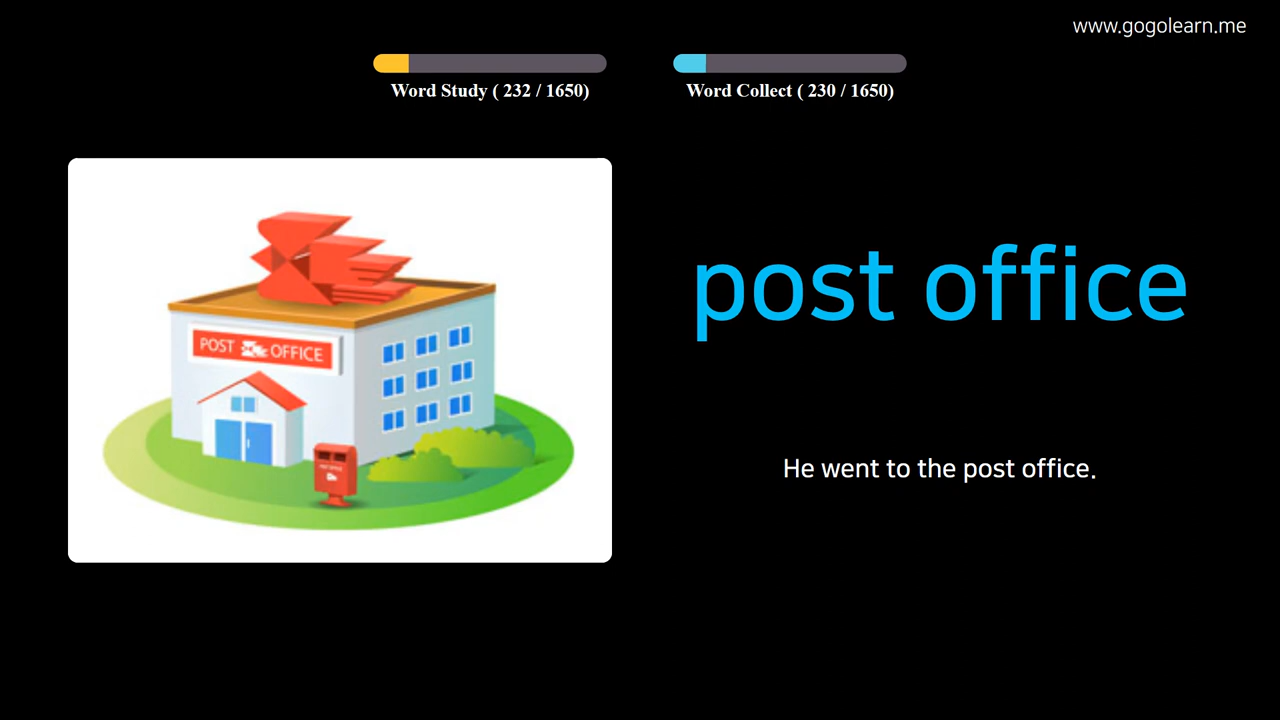 www.gogolearn.me
Word Study ( 232 / 1650)
Word Collect ( 230 / 1650)
POST OFFICE
post office
He went to the post office.